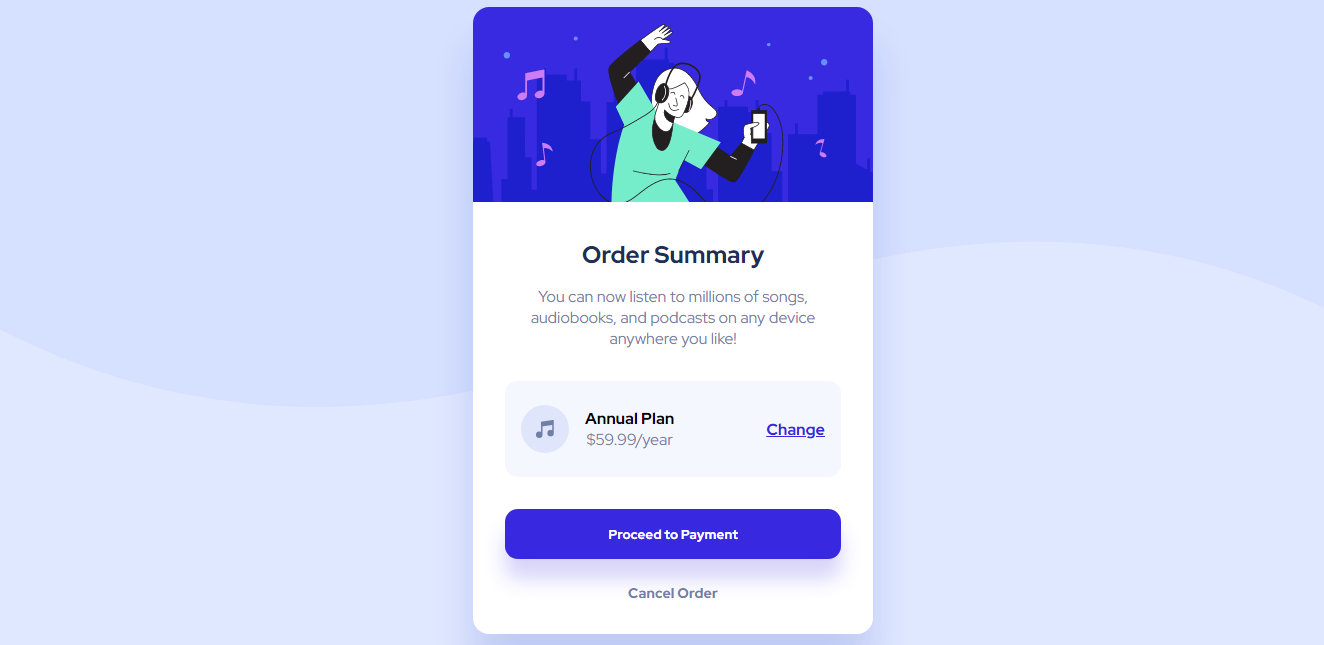 Order Summary
You can now listen to millions of songs,
audiobooks, and podcasts on any device
anywhere you like!
Annual Plan
$59.99/year
Change
Proceed to Payment
Cancel Order